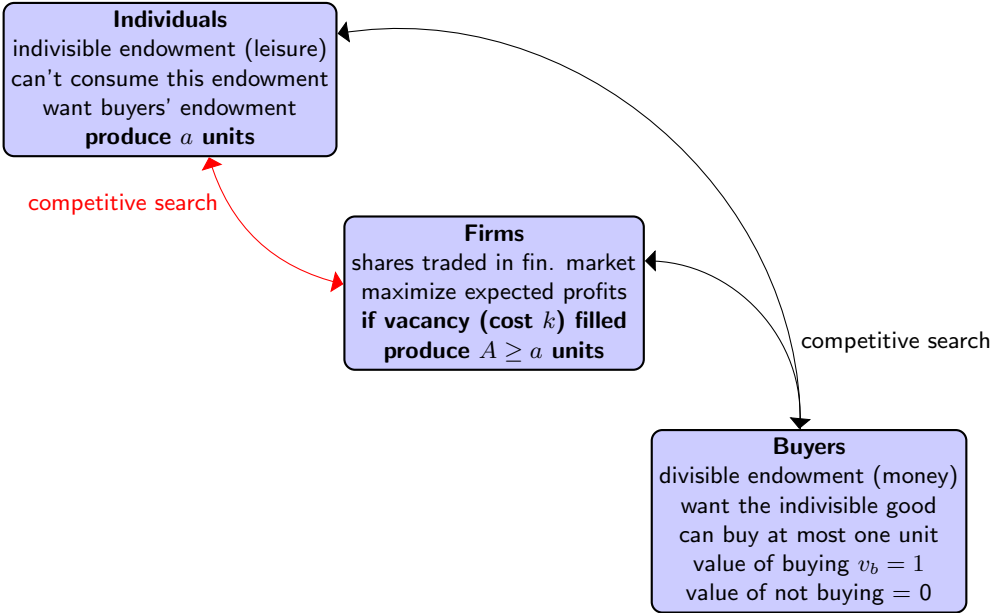 Individuals
indivisible endowment (leisure)
can't consume this endowment
want buyers' endowment
produce a units
competitive search
Firms
shares traded in fin. market
maximize expected profits
if vacancy (cost k) filled
produce A ≥ a units
competitive search
Buyers
divisible endowment (money)
want the indivisible good
can buy at most one unit
value of buying v_b = 1
value of not buying = 0